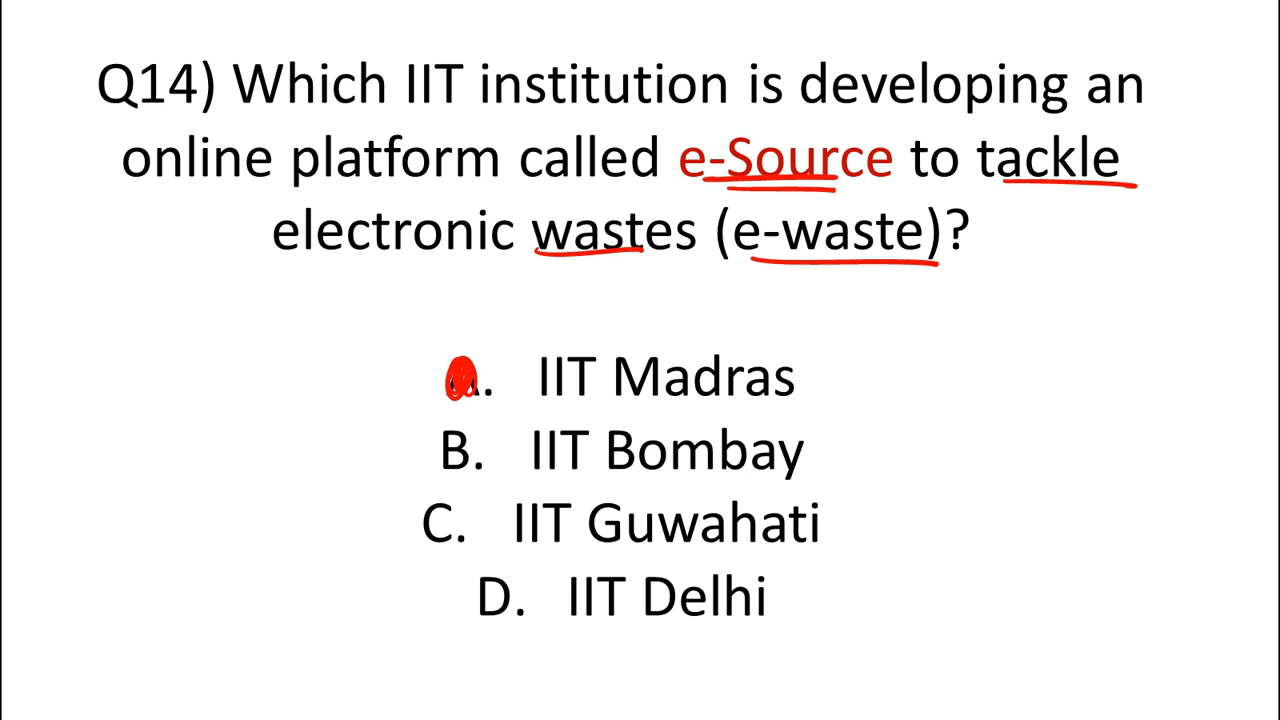 Q14) Which IIT institution is developing an
online platform called e-Source to tackle
electronic wastes (e-waste)?
A. IIT Madras
B. IIT Bombay
C. IIT Guwahati
D. IIT Delhi